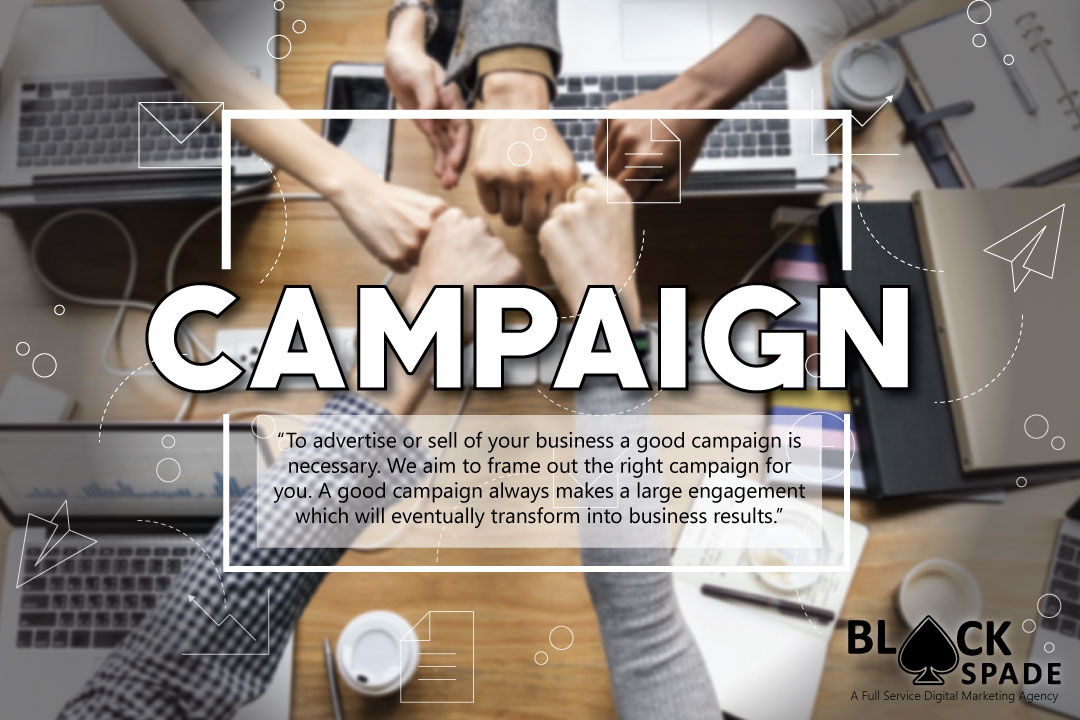 CAMPAIGN
“To advertise or sell of your business a good campaign is
necessary. We aim to frame out the right campaign for
you. A good campaign always makes a large engagement
which will eventually transform into business results.”
BLACK
SPADE
A Full Service Digital Marketing Agency